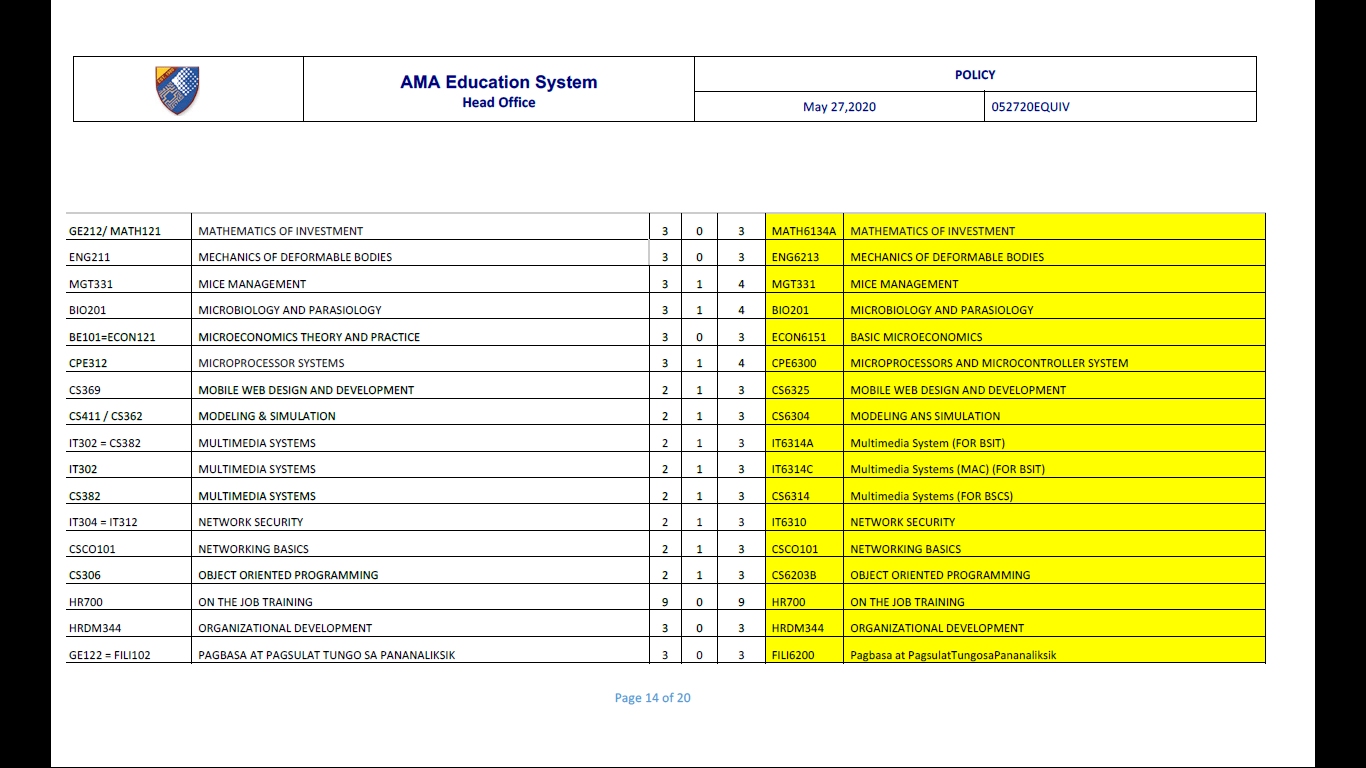 AMA Education System
Head Office
POLICY
May 27,2020 052720EQUIV
GE212/ MATH121 MATHEMATICS OF INVESTMENT 3 0 3 MATH6134A MATHEMATICS OF INVESTMENT
ENG211 MECHANICS OF DEFORMABLE BODIES 3 0 3 ENG6213 MECHANICS OF DEFORMABLE BODIES
MGT331 MICE MANAGEMENT 3 1 4 MGT331 MICE MANAGEMENT
BIO201 MICROBIOLOGY AND PARASIOLOGY 3 1 4 BIO201 MICROBIOLOGY AND PARASIOLOGY
BE101=ECON121 MICROECONOMICS THEORY AND PRACTICE 3 0 3 ECON6151 BASIC MICROECONOMICS
CPE312 MICROPROCESSOR SYSTEMS 3 1 4 CPE6300 MICROPROCESSORS AND MICROCONTROLLER SYSTEM
CS369 MOBILE WEB DESIGN AND DEVELOPMENT 2 1 3 CS6325 MOBILE WEB DESIGN AND DEVELOPMENT
CS411 / CS362 MODELING & SIMULATION 2 1 3 CS6304 MODELING ANS SIMULATION
IT302 = CS382 MULTIMEDIA SYSTEMS 2 1 3 IT6314A Multimedia System (FOR BSIT)
IT302 MULTIMEDIA SYSTEMS 2 1 3 IT6314C Multimedia Systems (MAC) (FOR BSIT)
CS382 MULTIMEDIA SYSTEMS 2 1 3 CS6314 Multimedia Systems (FOR BSCS)
IT304 = IT312 NETWORK SECURITY 2 1 3 IT6310 NETWORK SECURITY
CSCO101 NETWORKING BASICS 2 1 3 CSCO101 NETWORKING BASICS
CS306 OBJECT ORIENTED PROGRAMMING 2 1 3 CS6203B OBJECT ORIENTED PROGRAMMING
HR700 ON THE JOB TRAINING 9 0 9 HR700 ON THE JOB TRAINING
HRDM344 ORGANIZATIONAL DEVELOPMENT 3 0 3 HRDM344 ORGANIZATIONAL DEVELOPMENT
GE122 = FILI102 PAGBASA AT PAGSULAT TUNGO SA PANANALIKSIK 3 0 3 FILI6200 Pagbasa at PagsulatTungosaPananaliksik
Page 14 of 20